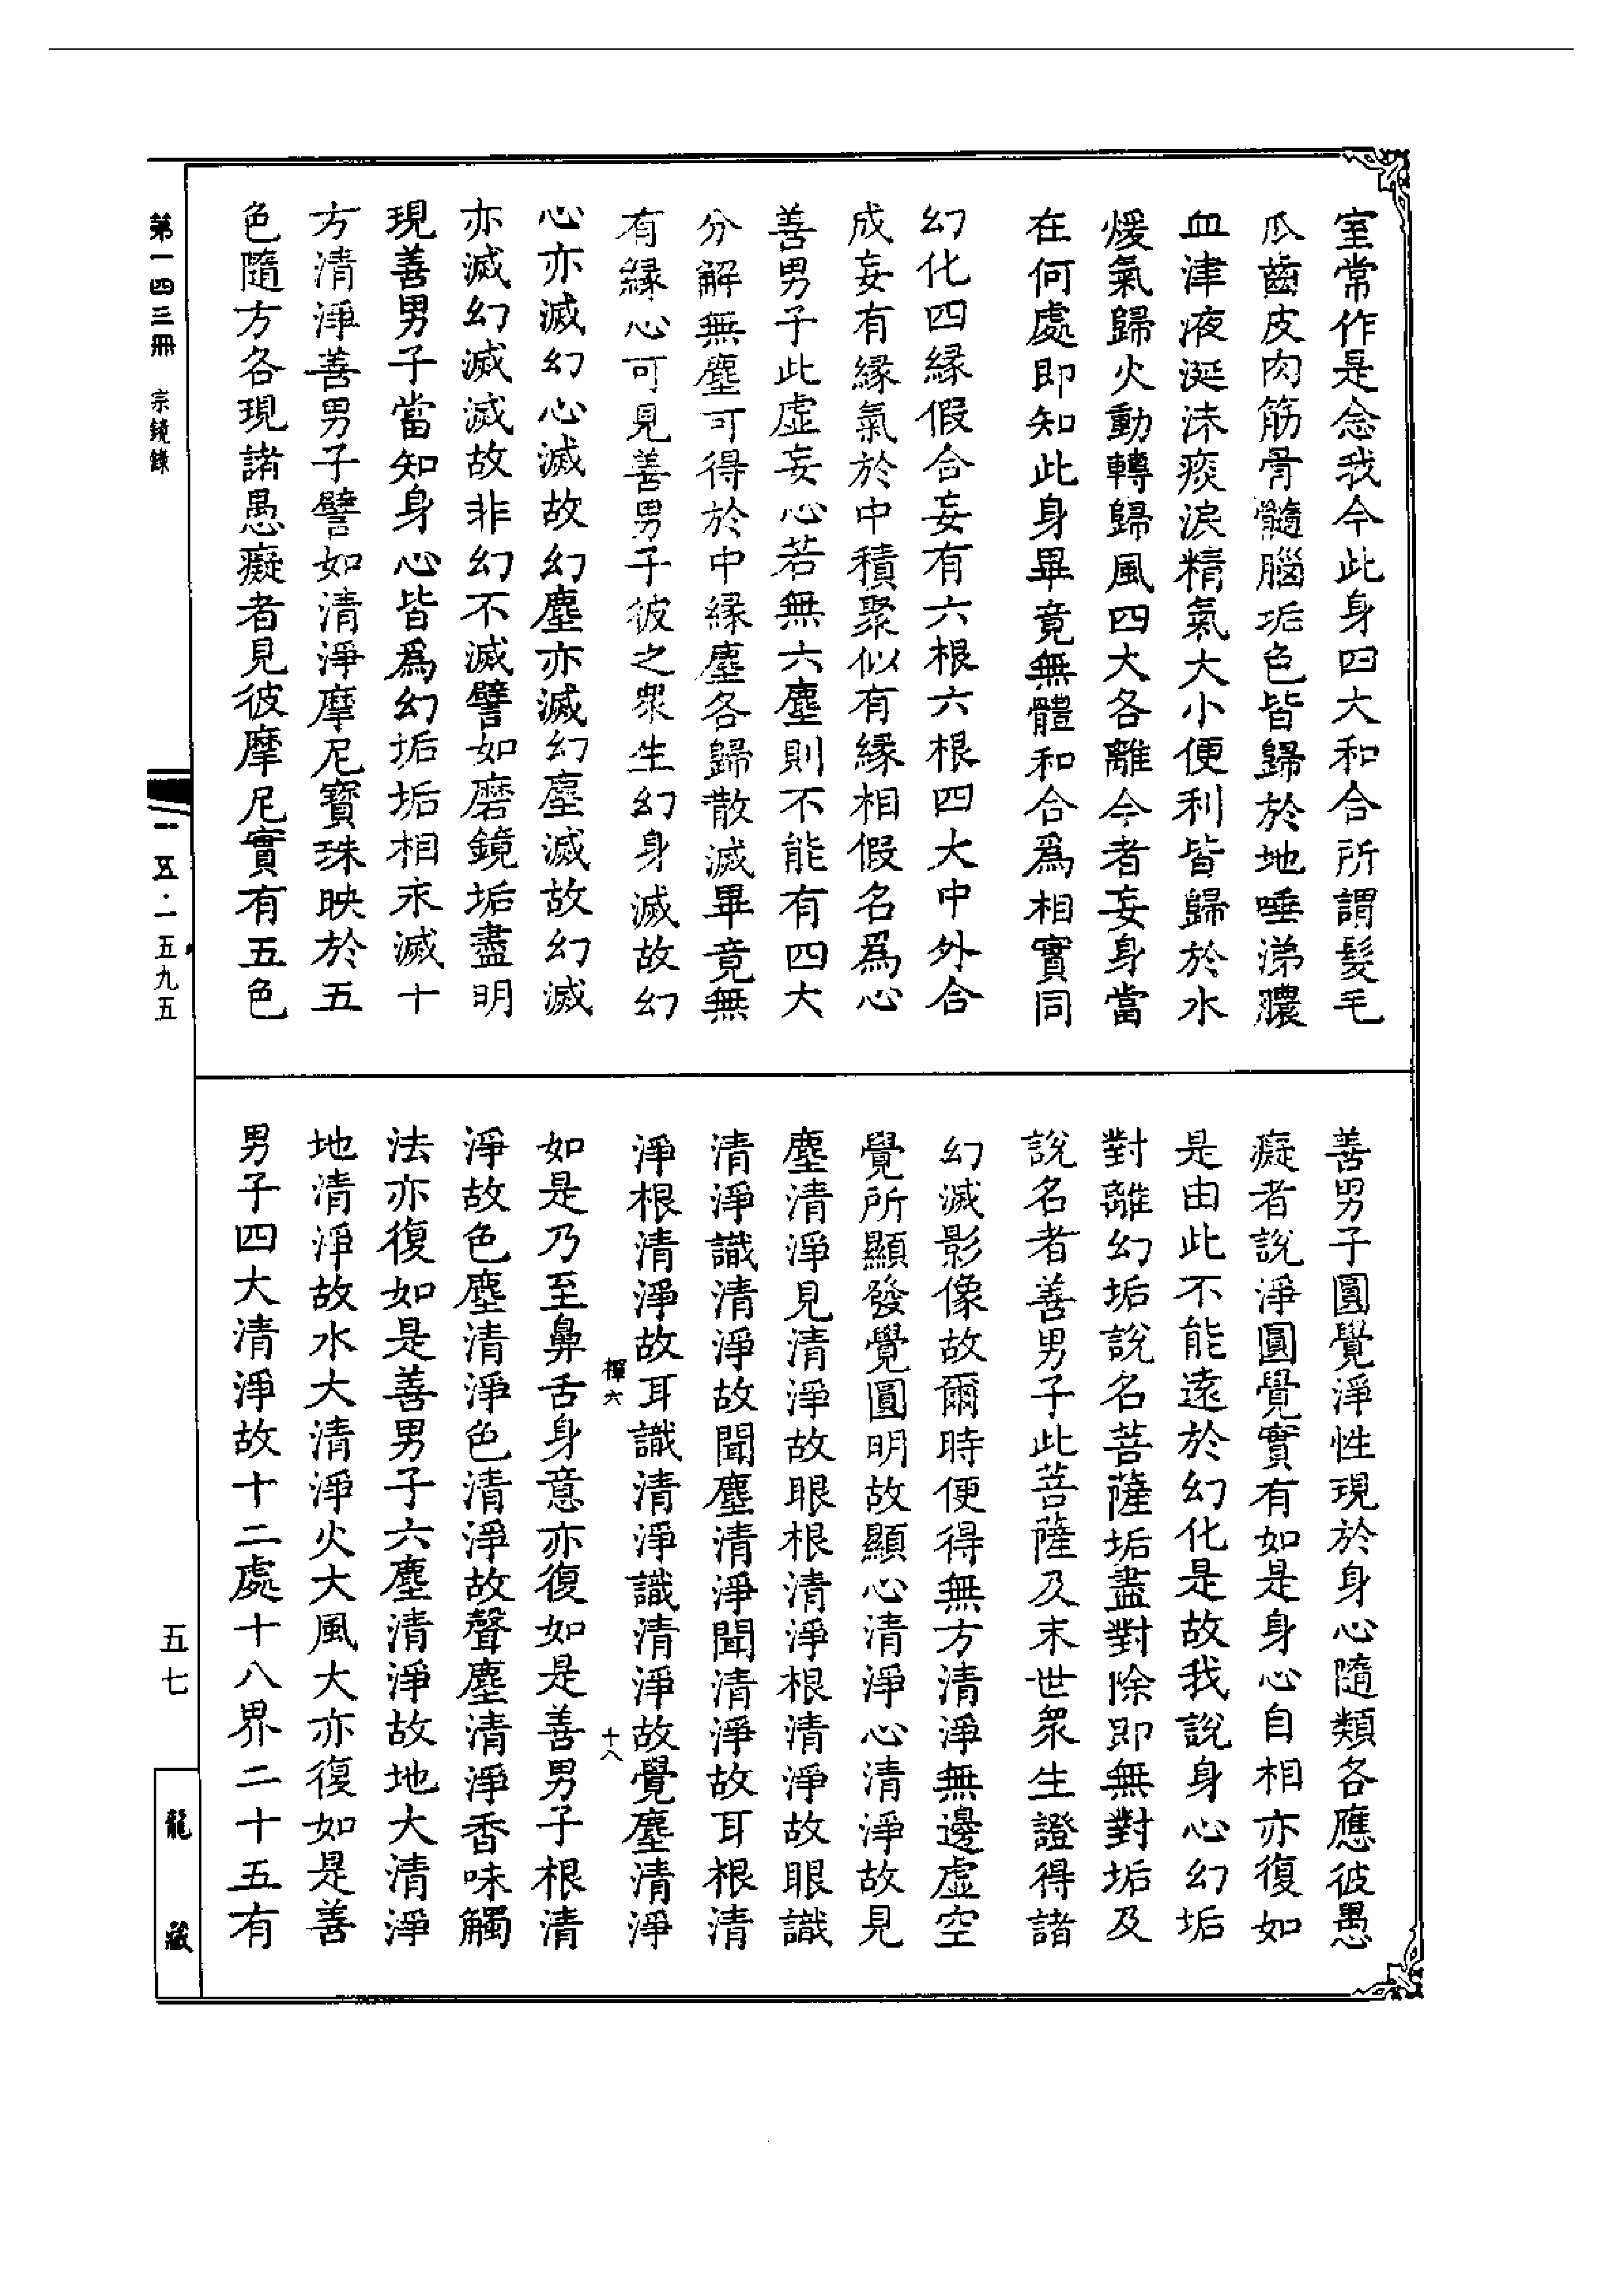 室常作是念我今此身四大和合所謂髮毛
爪齒皮肉筋骨髓腦垢色皆歸於地唾涕膿
血津液涎沫痰淚精氣大小便利皆歸於水
煖氣歸火動轉歸風四大各離今者妄身當
在何處即知此身畢竟無體和合爲相實同
幻化四緣假合妄有六根六根四大中外合
成妄有緣氣於中積聚似有緣相假名爲心
善男子此虛妄心若無六塵則不能有四大
分解無塵可得於中緣塵各歸散滅畢竟無
有緣心可見善男子彼之眾生幻身滅故幻
心亦滅幻心滅故幻塵亦滅幻塵滅故幻滅
亦滅幻滅滅故非幻不滅譬如磨鏡垢盡明
現善男子當知身心皆爲幻垢垢相永滅十
方清淨善男子譬如清淨摩尼寶珠映於五
色隨方各現諸愚癡者見彼摩尼實有五色
善男子圓覺淨性現於身心隨類各應彼愚
癡者說淨圓覺實有如是身心自相亦復如
是由此不能遠於幻化是故我說身心幻垢
對離幻垢說名菩薩垢盡對除即無對垢及
說名者善男子此菩薩及末世眾生證得諸
幻滅影像故爾時便得無方清淨無邊虛空
覺所顯發覺圓明故顯心清淨心清淨故見
塵清淨見清淨故眼根清淨根清淨故眼識
清淨識清淨故聞塵清淨聞清淨故耳根清
淨根清淨故耳識清淨識清淨故覺塵清淨
禪六 十八
如是乃至鼻舌身意亦復如是善男子根清
淨故色塵清淨色清淨故聲塵清淨香味觸
法亦復如是善男子六塵清淨故地大清淨
地清淨故水大清淨火大風大亦復如是善
男子四大清淨故十二處十八界二十五有
第一四三冊 宗鏡錄
一五·一五九五
五七
龍藏